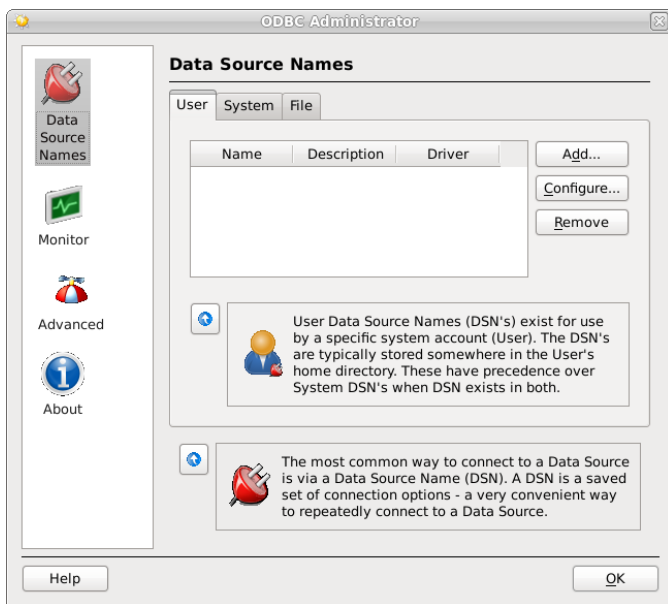 ODBC Administrator
Data
Source
Names
Monitor
Advanced
About
Data Source Names
User System File
Name Description Driver
Add...
Configure...
Remove
User Data Source Names (DSN's) exist for use
by a specific system account (User). The DSN's
are typically stored somewhere in the User's
home directory. These have precedence over
System DSN's when DSN exists in both.
The most common way to connect to a Data Source
is via a Data Source Name (DSN). A DSN is a saved
set of connection options - a very convenient way
to repeatedly connect to a Data Source.
Help
OK